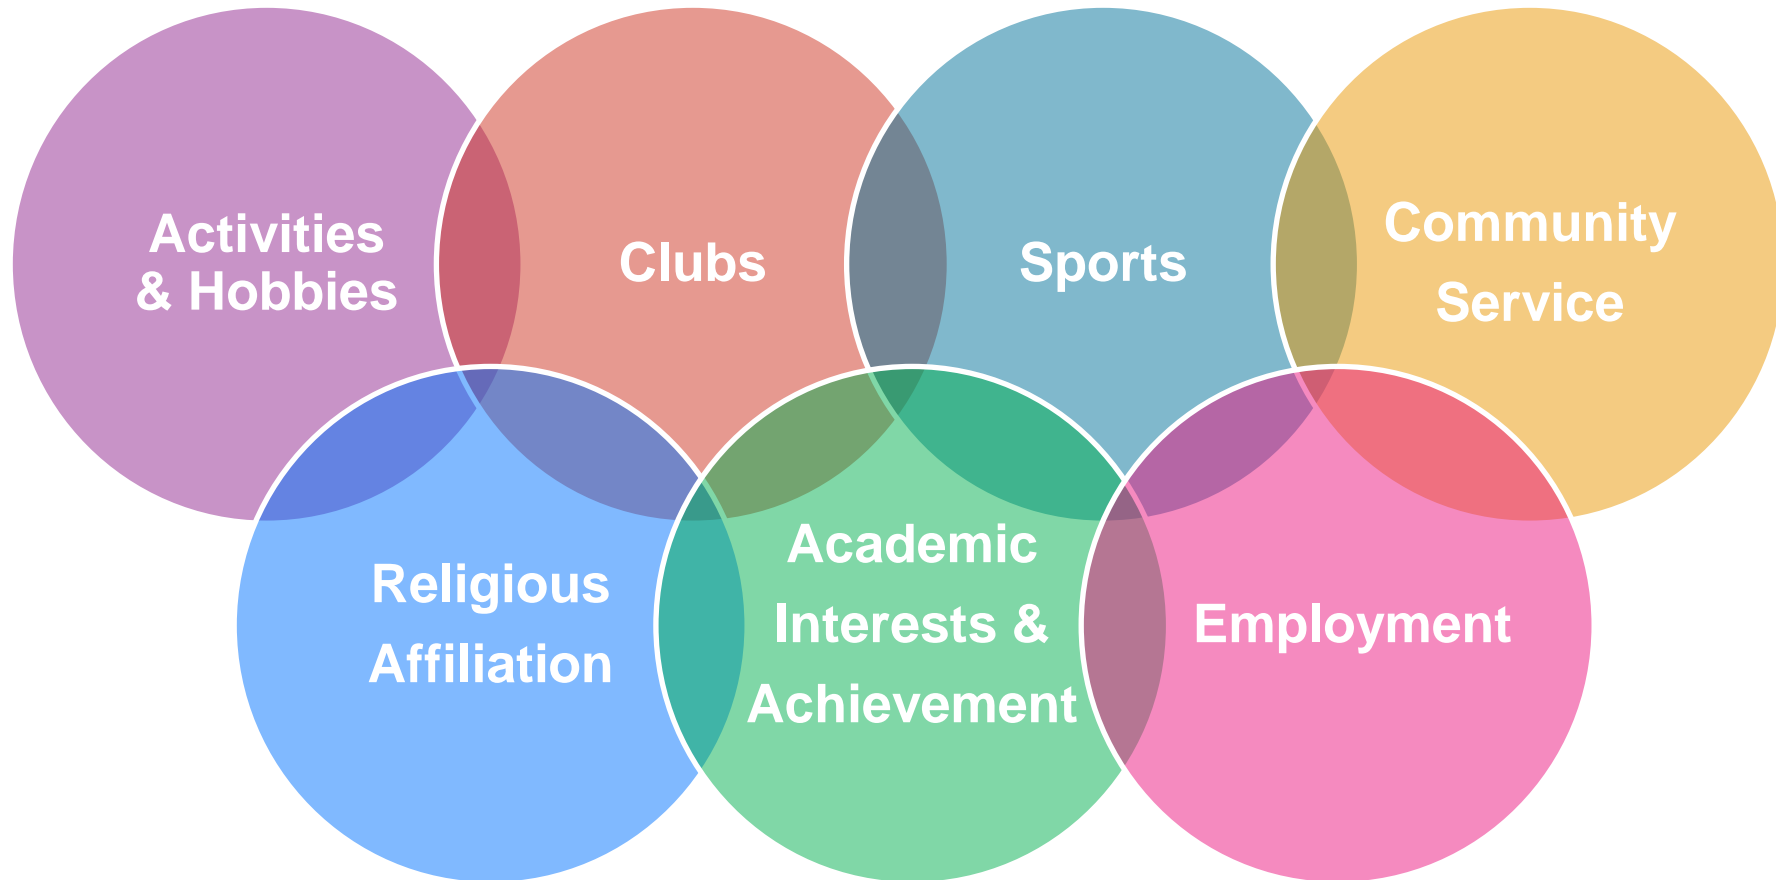 Activities
& Hobbies
Clubs
Sports
Community
Service
Religious
Affiliation
Academic
Interests &
Achievement
Employment